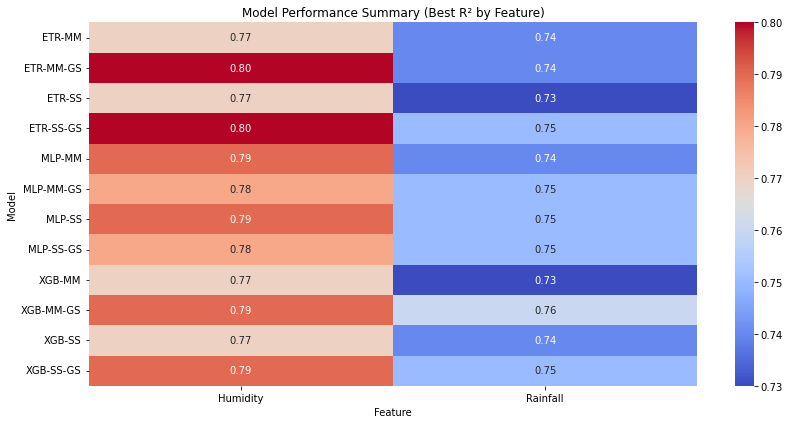 Model Performance Summary (Best R² by Feature)
Model
ETR-MM 0.77 0.74
ETR-MM-GS 0.80 0.74
ETR-SS 0.77 0.73
ETR-SS-GS 0.80 0.75
MLP-MM 0.79 0.74
MLP-MM-GS 0.78 0.75
MLP-SS 0.79 0.75
MLP-SS-GS 0.78 0.75
XGB-MM 0.77 0.73
XGB-MM-GS 0.79 0.76
XGB-SS 0.77 0.74
XGB-SS-GS 0.79 0.75
Humidity Rainfall
Feature
0.80
0.79
0.78
0.77
0.76
0.75
0.74
0.73